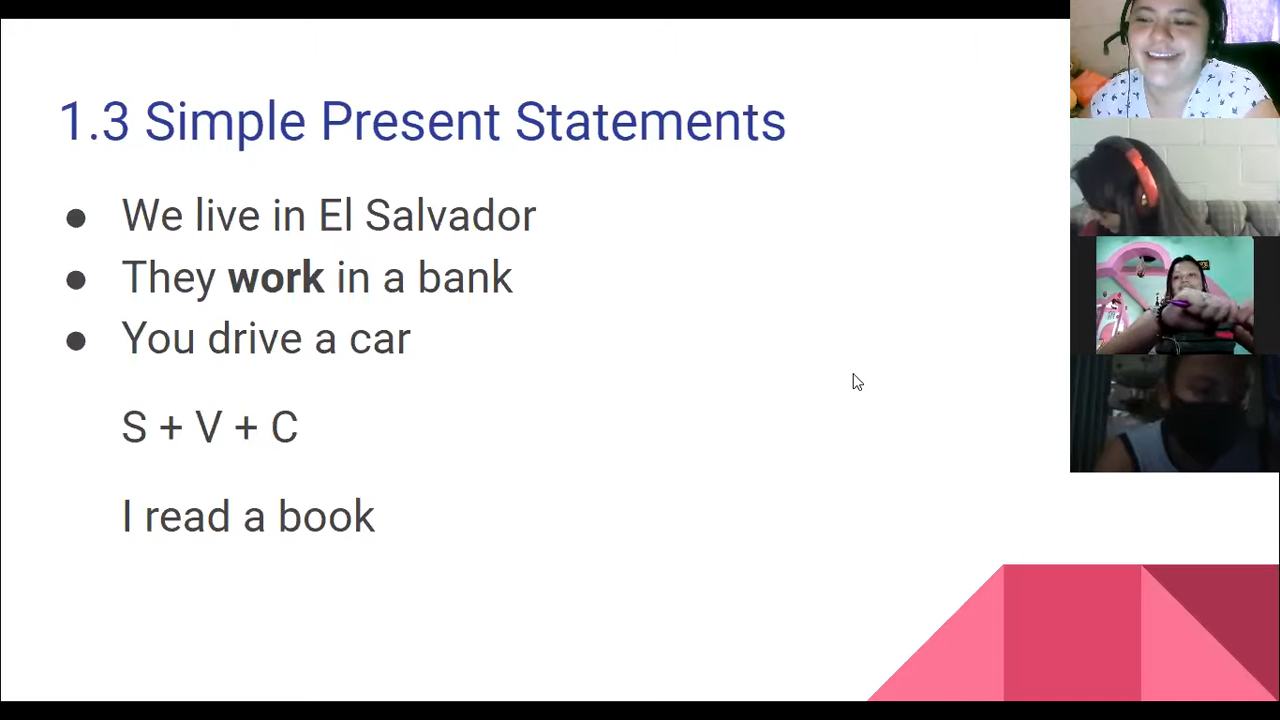 1.3 Simple Present Statements
● We live in El Salvador
● They work in a bank
● You drive a car
S + V + C
I read a book